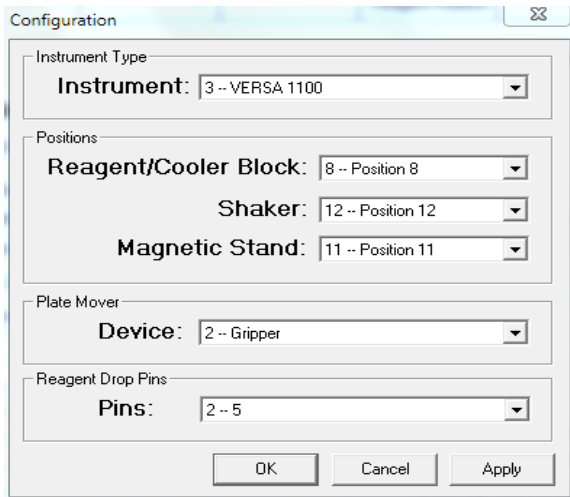 Configuration
Instrument Type
Instrument: 3 -- VERSA 1100
Positions
Reagent/Cooler Block: 8 -- Position 8
Shaker: 12 -- Position 12
Magnetic Stand: 11 -- Position 11
Plate Mover
Device: 2 -- Gripper
Reagent Drop Pins
Pins: 2 -- 5
OK Cancel Apply